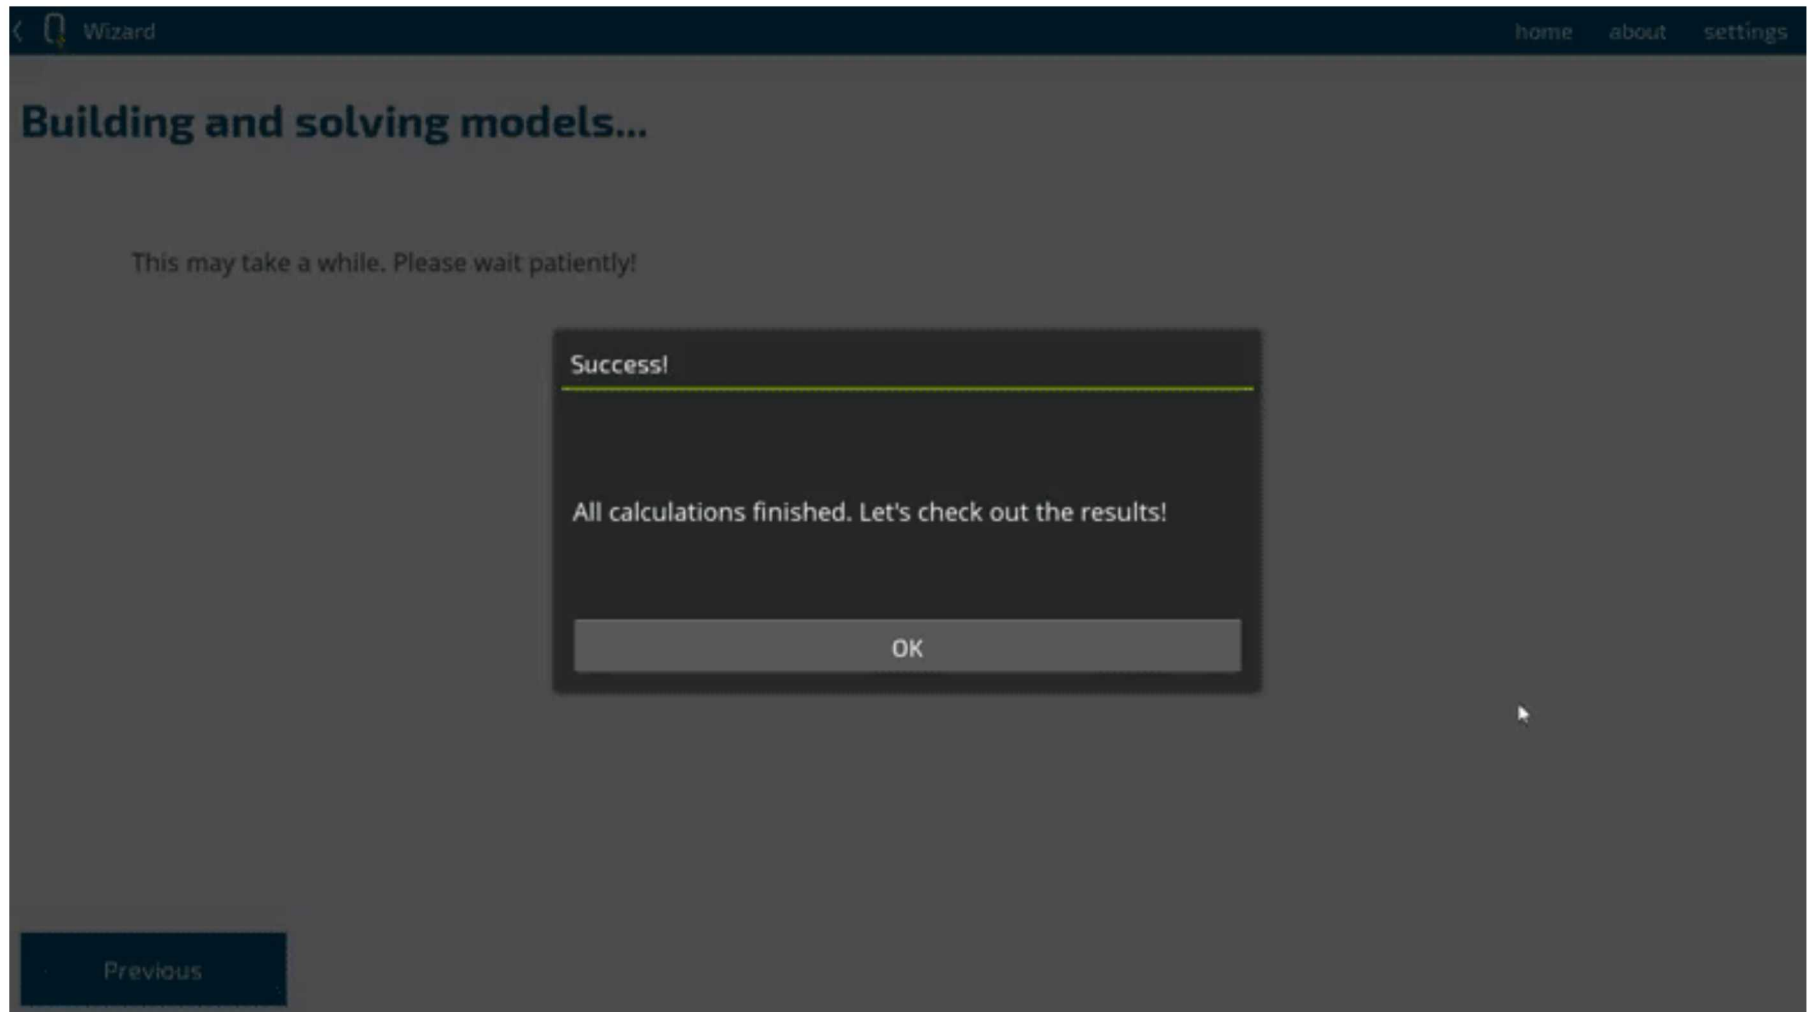 Wizard
home about settings
Building and solving models...
This may take a while. Please wait patiently!
Success!
All calculations finished. Let's check out the results!
OK
Previous